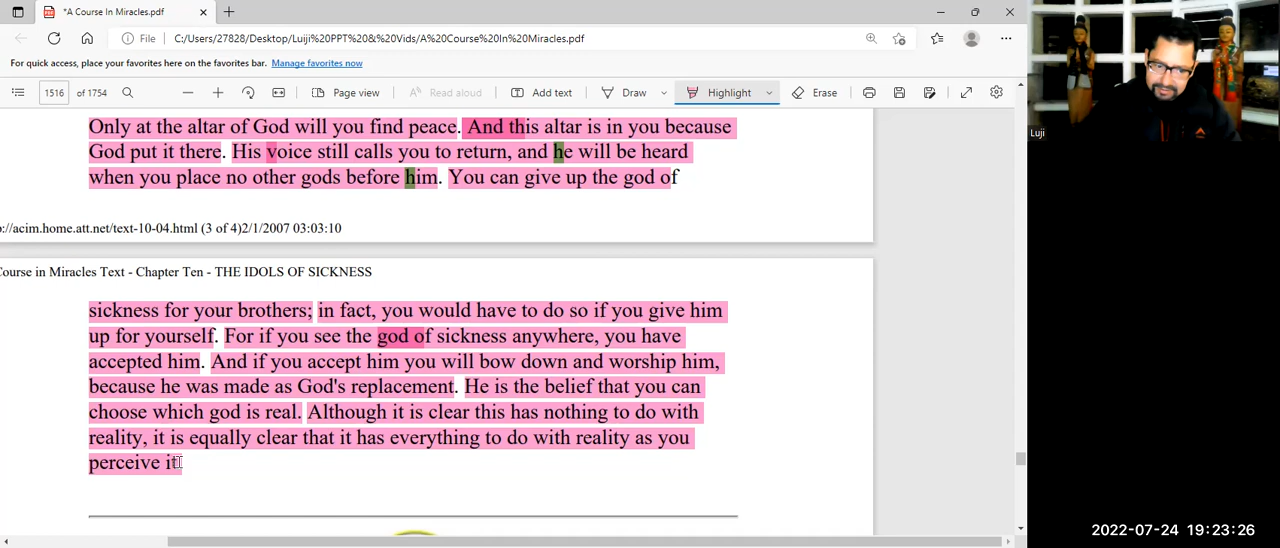 *A Course In Miracles.pdf
File C:/Users/27828/Desktop/Luiji%20PPT%20&%20Vids/A%20Course%20In%20Miracles.pdf
For quick access, place your favorites here on the favorites bar. Manage favorites now
1516 of 1754 Page view Read aloud Add text Draw Highlight Erase
Only at the altar of God will you find peace. And this altar is in you because
God put it there. His voice still calls you to return, and he will be heard
when you place no other gods before him. You can give up the god of
://acim.home.att.net/text-10-04.html (3 of 4)2/1/2007 03:03:10
Course in Miracles Text - Chapter Ten - THE IDOLS OF SICKNESS
sickness for your brothers; in fact, you would have to do so if you give him
up for yourself. For if you see the god of sickness anywhere, you have
accepted him. And if you accept him you will bow down and worship him,
because he was made as God's replacement. He is the belief that you can
choose which god is real. Although it is clear this has nothing to do with
reality, it is equally clear that it has everything to do with reality as you
perceive it
Luji
2022-07-24 19:23:26